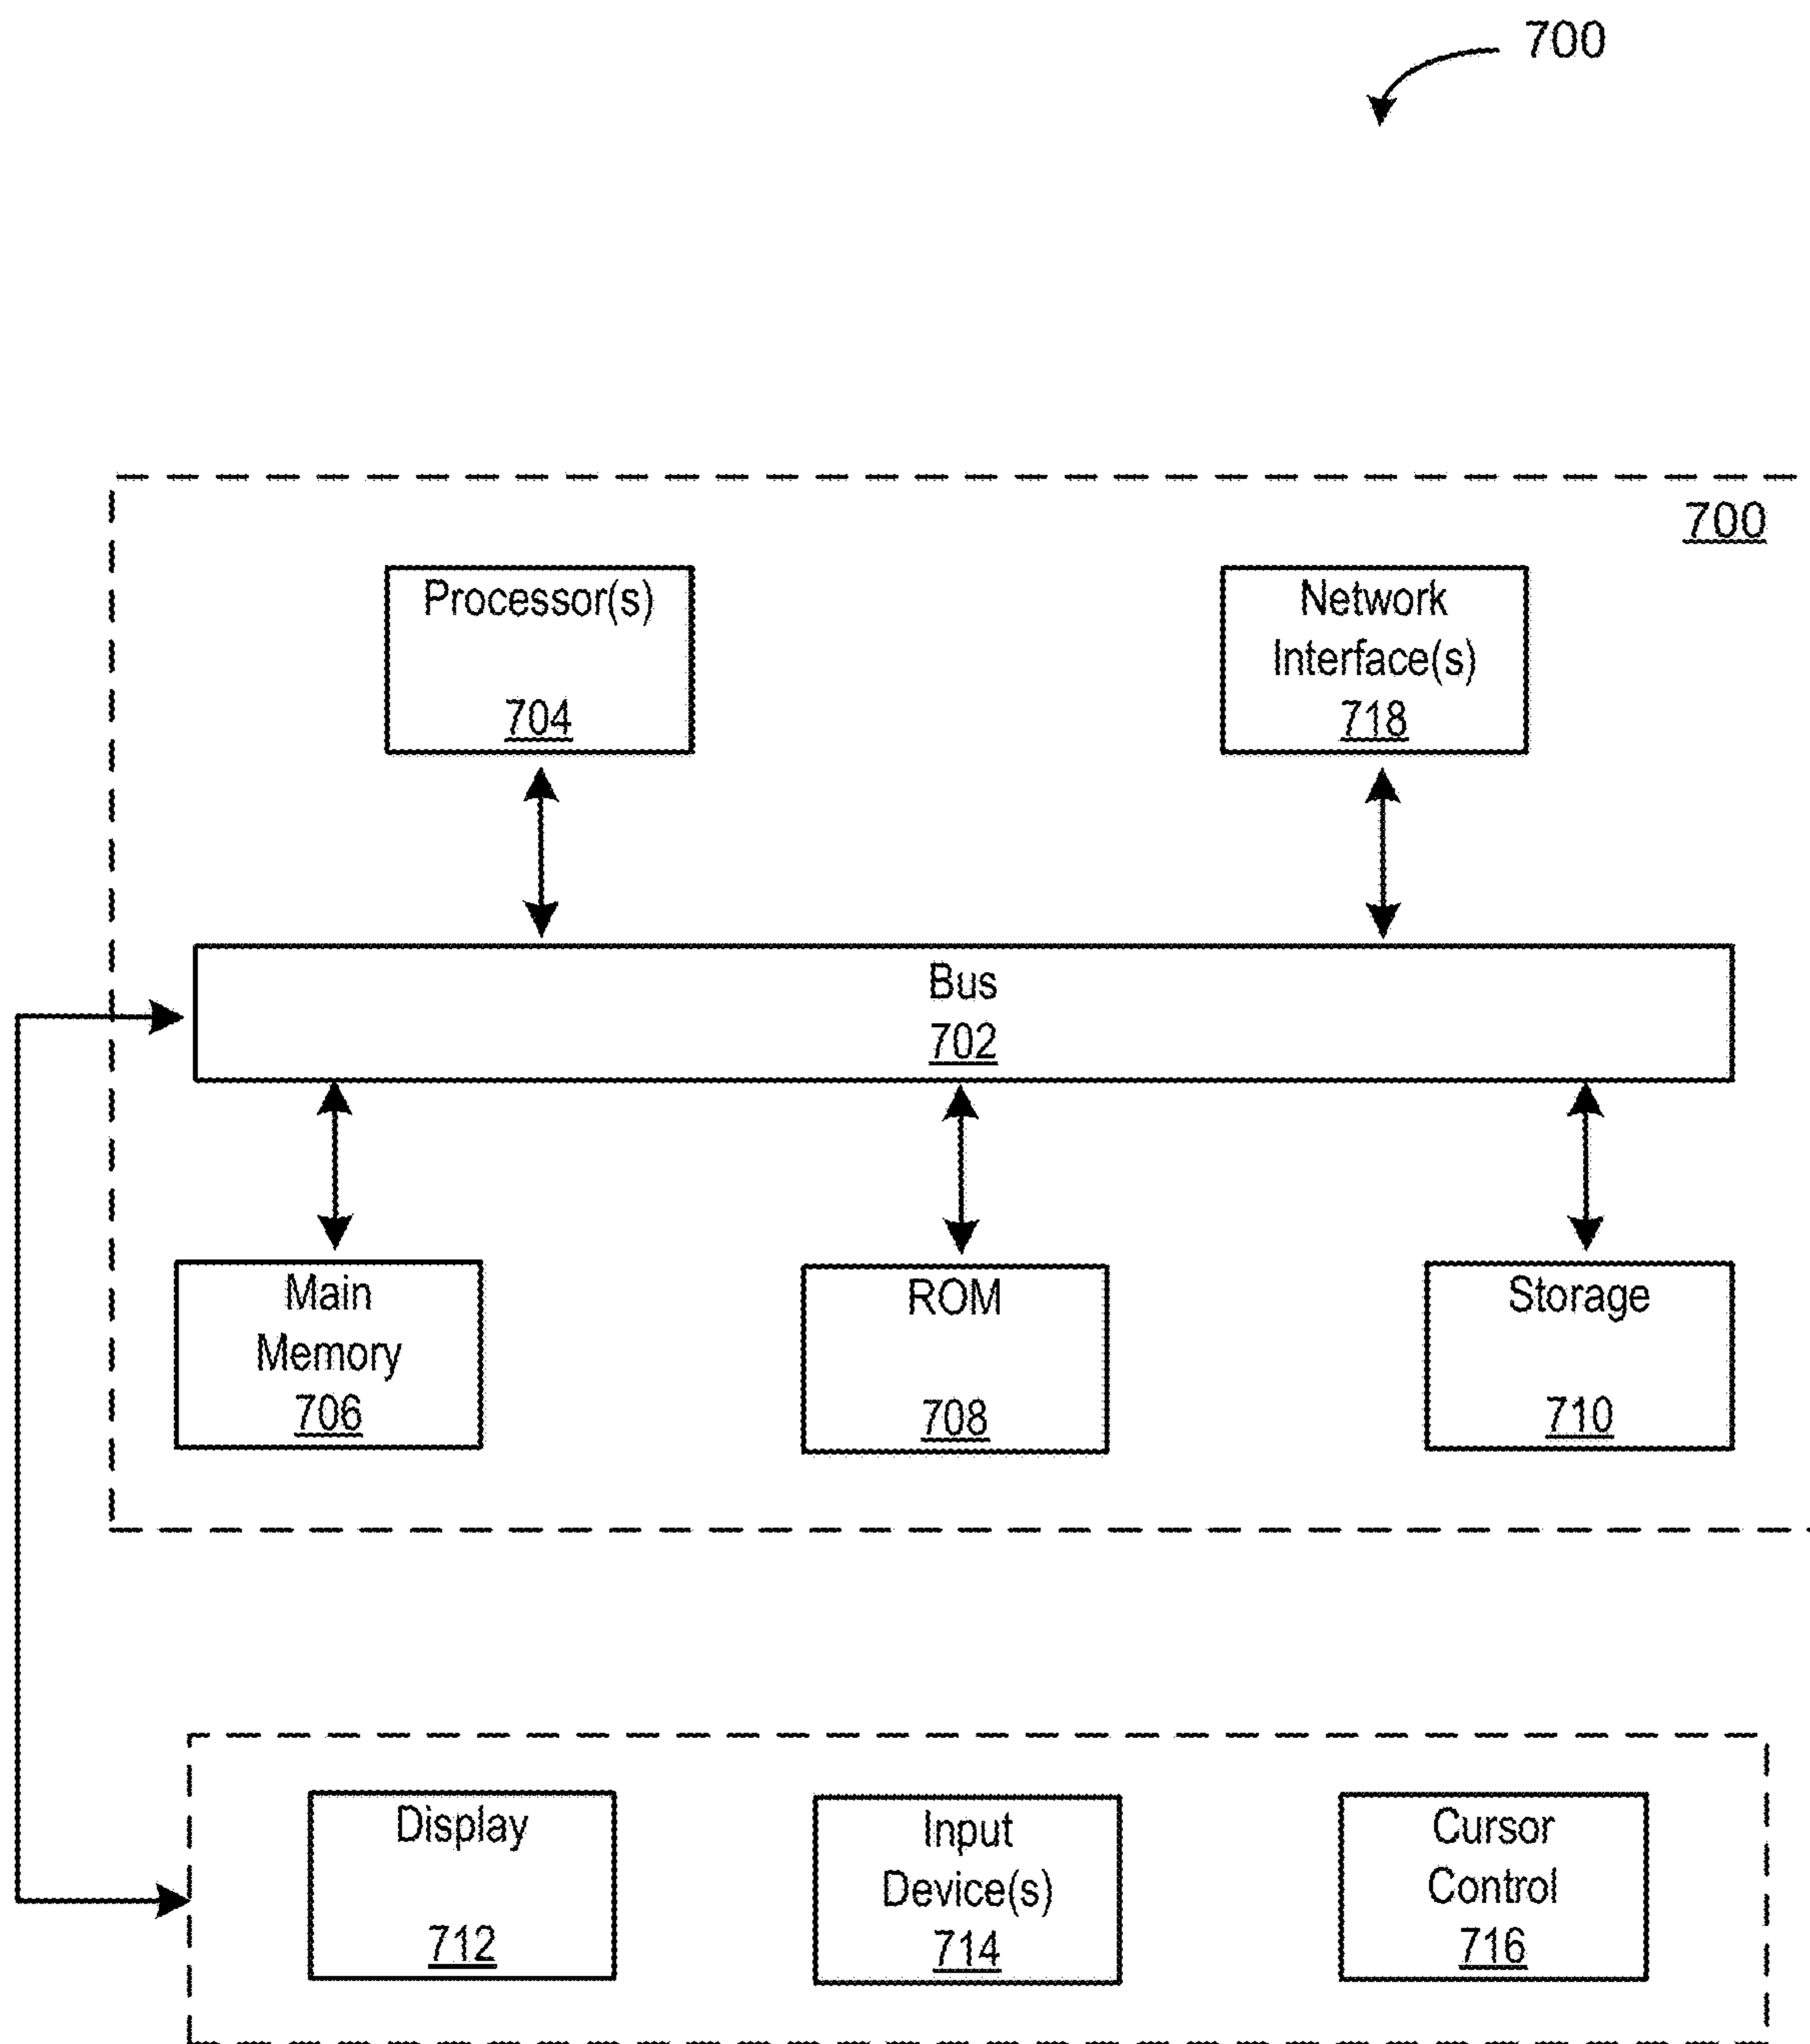 700
700
Processor(s)
704
Network
Interface(s)
718
Bus
702
Main
Memory
706
ROM
708
Storage
710
Display
712
Input
Device(s)
714
Cursor
Control
716